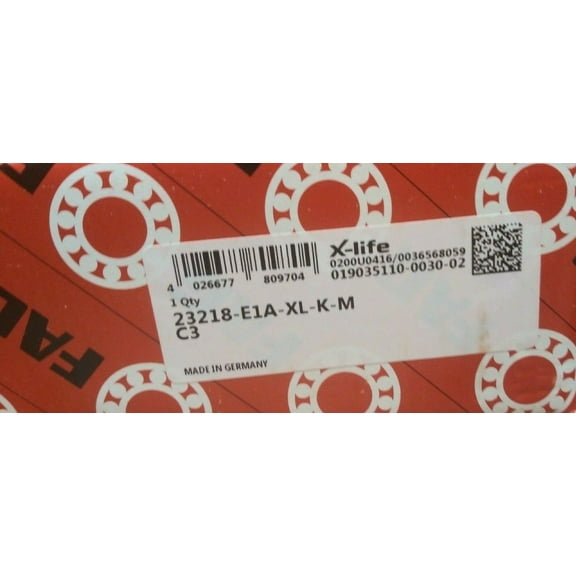 X-life
0200U0416/0036568059
019035110-0030-02
4 026677 809704
1 Qty
23218-E1A-XL-K-M
C3
MADE IN GERMANY
FAG